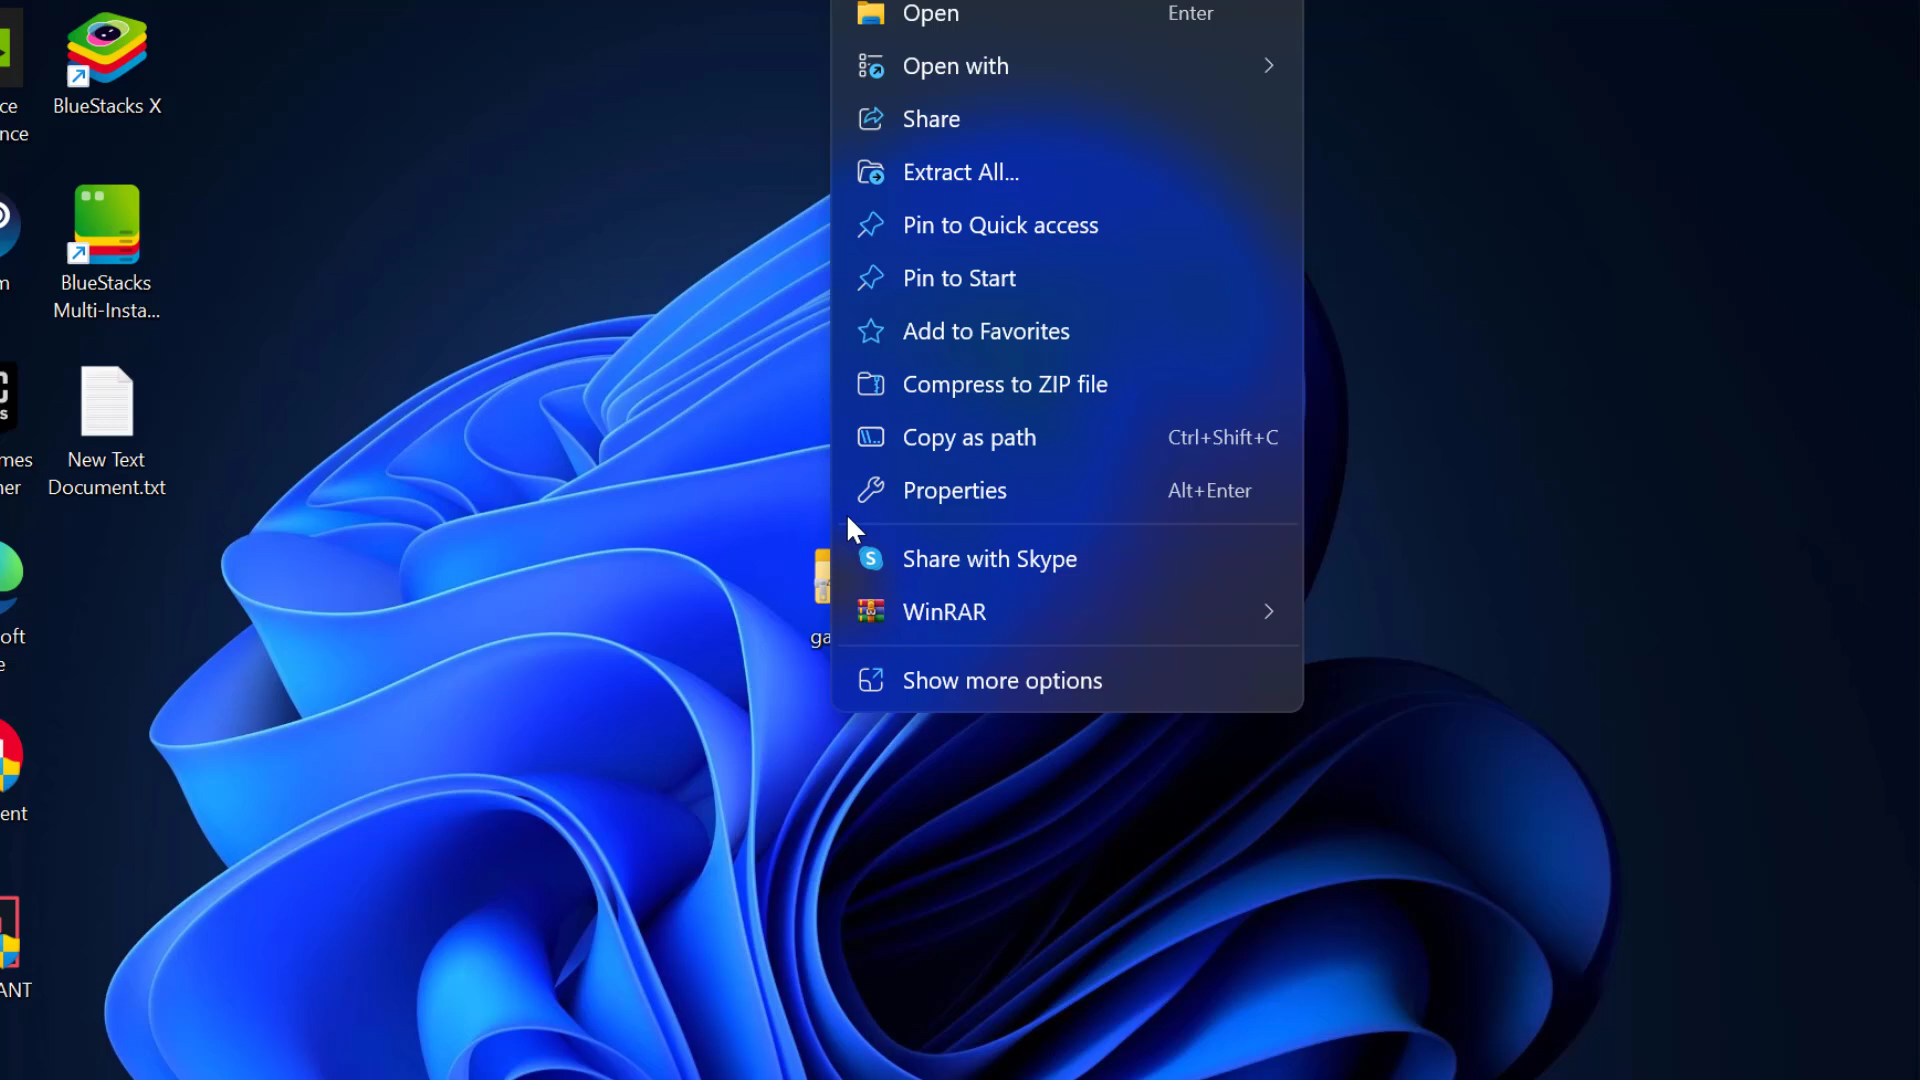 ce
nce
BlueStacks X
m
BlueStacks
Multi-Insta...
mes
ner
New Text
Document.txt
oft
e
ent
ANT
ga
Open Enter
Open with
Share
Extract All...
Pin to Quick access
Pin to Start
Add to Favorites
Compress to ZIP file
Copy as path Ctrl+Shift+C
Properties Alt+Enter
Share with Skype
WinRAR
Show more options